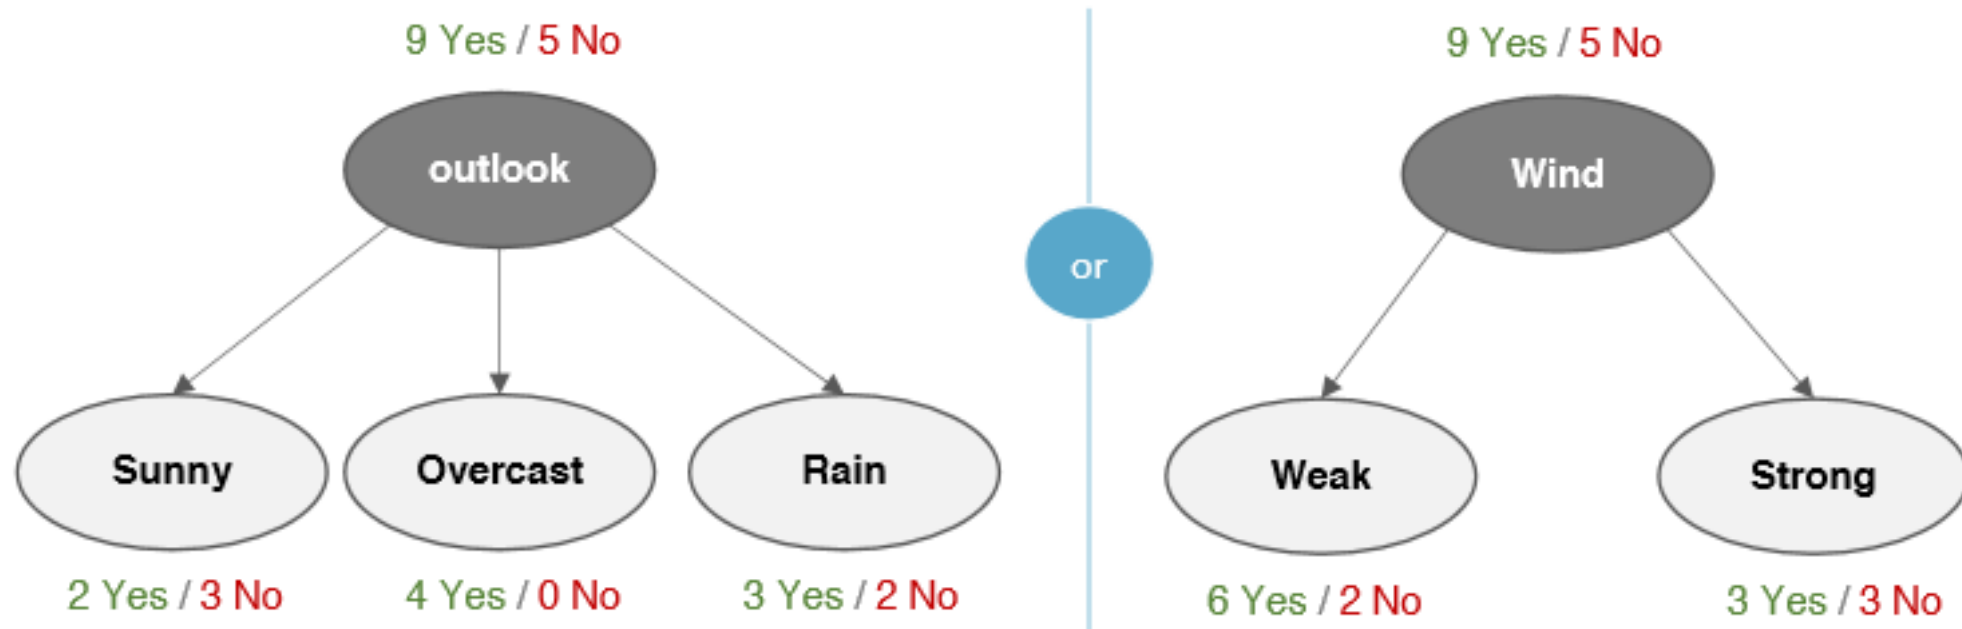 9 Yes / 5 No
outlook
Sunny
Overcast
Rain
2 Yes / 3 No
4 Yes / 0 No
3 Yes / 2 No
or
9 Yes / 5 No
Wind
Weak
Strong
6 Yes / 2 No
3 Yes / 3 No